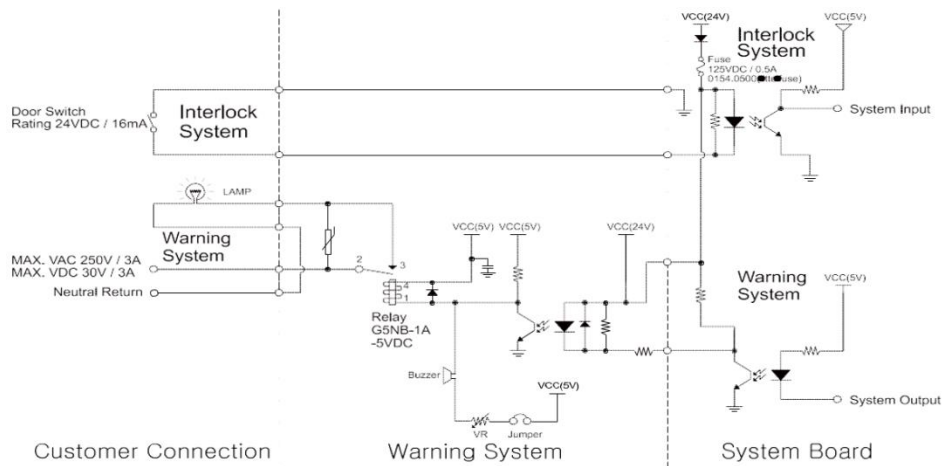 VCC(24V)
VCC(5V)
Interlock
System
Fuse
125VDC / 0.5A
0154.0500
System Input
Door Switch
Rating 24VDC / 16mA
Interlock
System
LAMP
Warning
System
MAX. VAC 250V / 3A
MAX. VDC 30V / 3A
Neutral Return
2
3
4
1
VCC(5V)
VCC(5V)
VCC(24V)
Relay
G5NB-1A
-5VDC
Buzzer
VCC(5V)
VR
Jumper
Warning
System
VCC(5V)
System Output
Customer Connection
Warning System
System Board